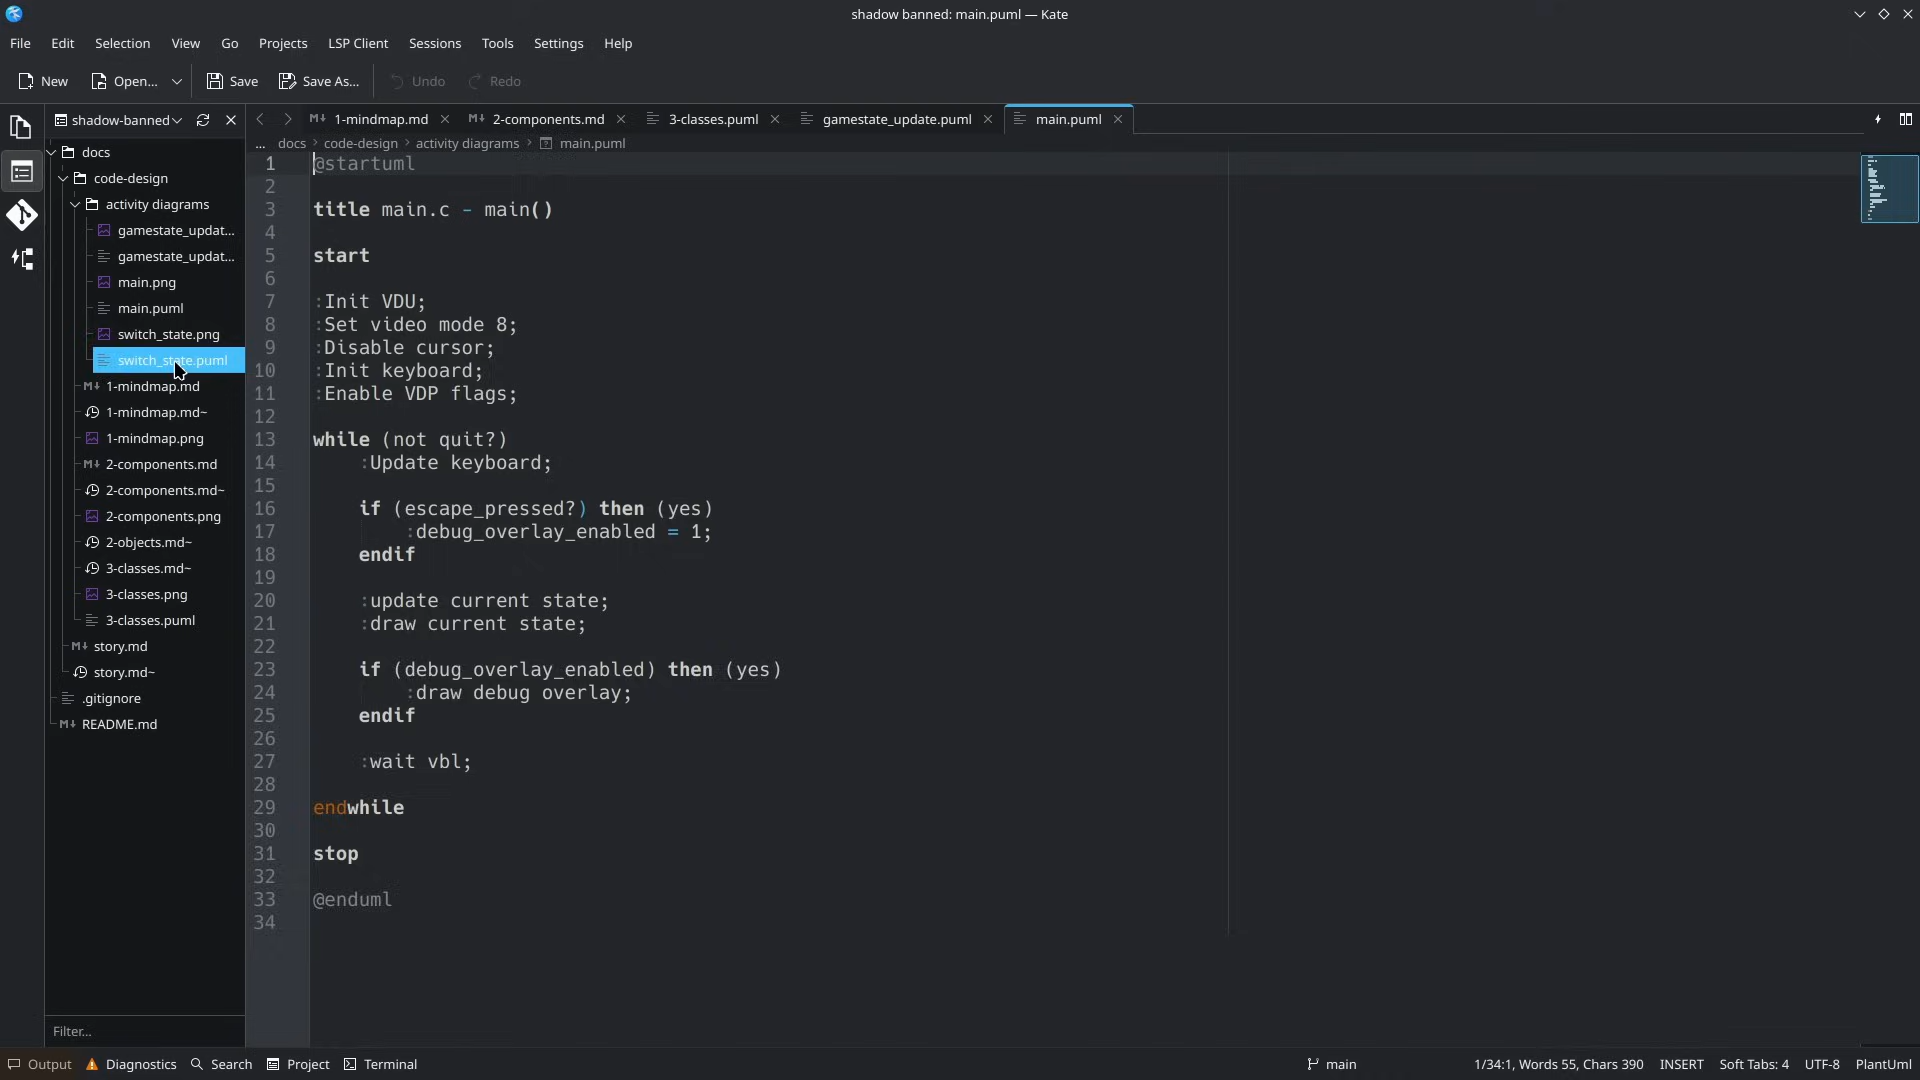 shadow banned: main.puml — Kate
File Edit Selection View Go Projects LSP Client Sessions Tools Settings Help
New Open... Save Save As... Undo Redo
shadow-banned
1-mindmap.md 2-components.md 3-classes.puml gamestate_update.puml main.puml
... docs code-design activity diagrams main.puml
docs
code-design
activity diagrams
gamestate_updat...
gamestate_updat...
main.png
main.puml
switch_state.png
switch_state.puml
1-mindmap.md
1-mindmap.md~
1-mindmap.png
2-components.md
2-components.md~
2-components.png
2-objects.md~
3-classes.md~
3-classes.png
3-classes.puml
story.md
story.md~
.gitignore
README.md
Filter...
1 @startuml
2
3 title main.c - main()
4
5 start
6
7 :Init VDU;
8 :Set video mode 8;
9 :Disable cursor;
10 :Init keyboard;
11 :Enable VDP flags;
12
13 while (not quit?)
14 :Update keyboard;
15
16 if (escape_pressed?) then (yes)
17 :debug_overlay_enabled = 1;
18 endif
19
20 :update current state;
21 :draw current state;
22
23 if (debug_overlay_enabled) then (yes)
24 :draw debug overlay;
25 endif
26
27 :wait vbl;
28
29 endwhile
30
31 stop
32
33 @enduml
34
Output Diagnostics Search Project Terminal main 1/34:1, Words 55, Chars 390 INSERT Soft Tabs: 4 UTF-8 PlantUml